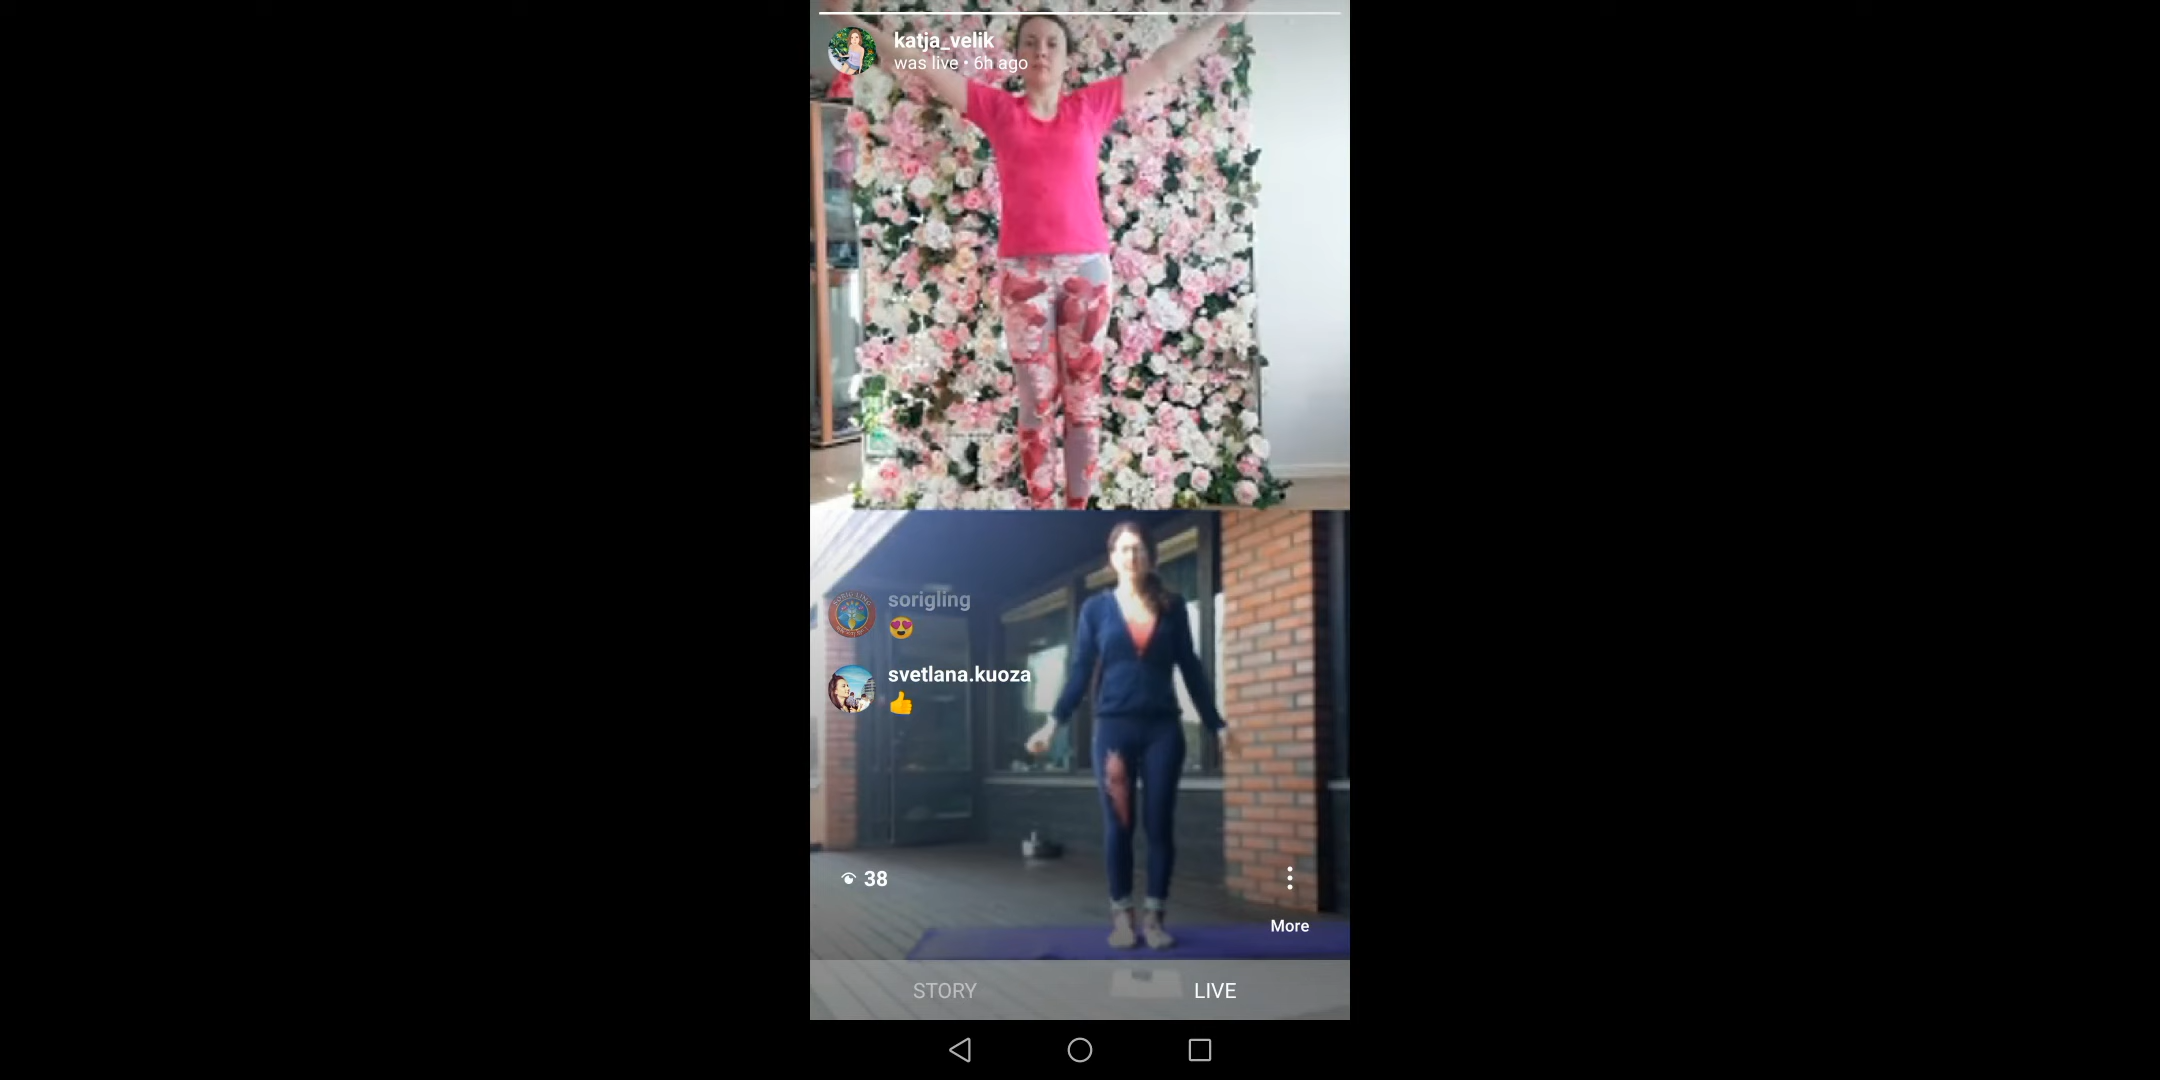 katja_velik
was live • 6h ago
sorigling
😍
svetlana.kuoza
👍
38
More
STORY
LIVE